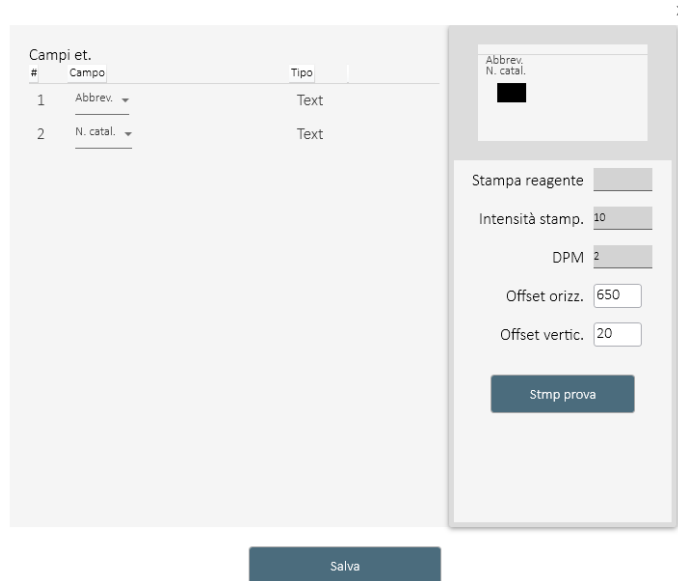 Campi et.
# Campo Tipo
1 Abbrev. Text
2 N. catal. Text
Abbrev.
N. catal.
Stampa reagente
Intensità stamp. 10
DPM 2
Offset orizz. 650
Offset vertic. 20
Stmp prova
Salva